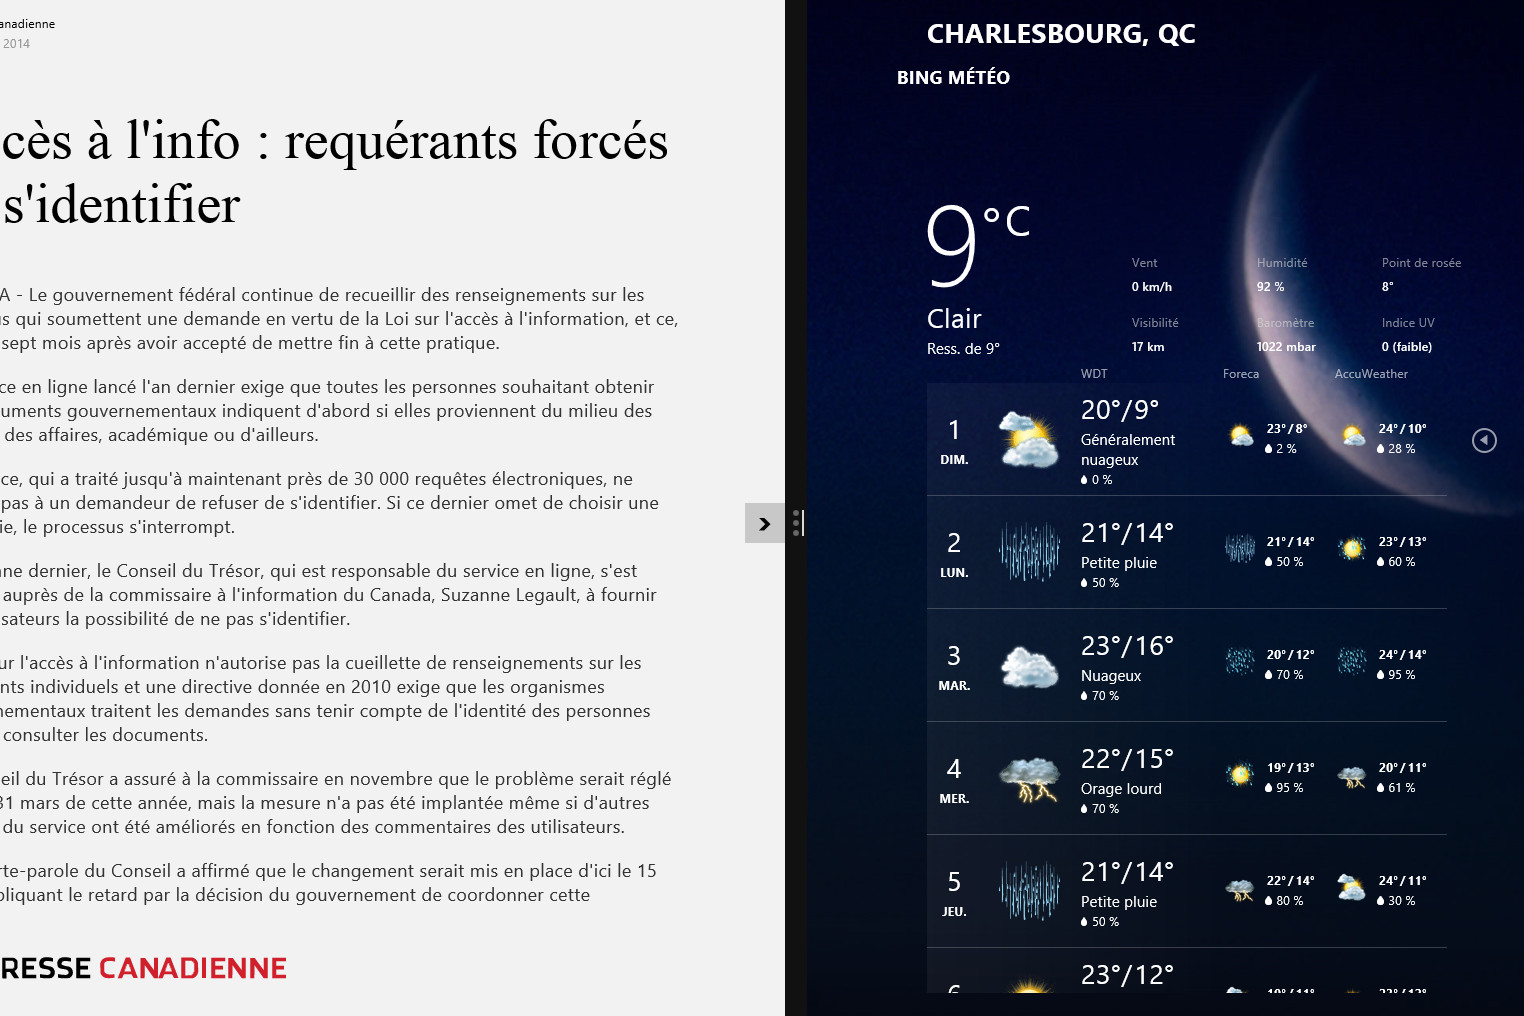 anadienne
2014
cès à l'info : requérants forcés
s'identifier
A - Le gouvernement fédéral continue de recueillir des renseignements sur les
s qui soumettent une demande en vertu de la Loi sur l'accès à l'information, et ce,
sept mois après avoir accepté de mettre fin à cette pratique.
ce en ligne lancé l'an dernier exige que toutes les personnes souhaitant obtenir
uments gouvernementaux indiquent d'abord si elles proviennent du milieu des
des affaires, académique ou d'ailleurs.
ce, qui a traité jusqu'à maintenant près de 30 000 requêtes électroniques, ne
pas à un demandeur de refuser de s'identifier. Si ce dernier omet de choisir une
ie, le processus s'interrompt.
ne dernier, le Conseil du Trésor, qui est responsable du service en ligne, s'est
auprès de la commissaire à l'information du Canada, Suzanne Legault, à fournir
sateurs la possibilité de ne pas s'identifier.
ur l'accès à l'information n'autorise pas la cueillette de renseignements sur les
nts individuels et une directive donnée en 2010 exige que les organismes
nementaux traitent les demandes sans tenir compte de l'identité des personnes
consulter les documents.
eil du Trésor a assuré à la commissaire en novembre que le problème serait réglé
31 mars de cette année, mais la mesure n'a pas été implantée même si d'autres
du service ont été améliorés en fonction des commentaires des utilisateurs.
rte-parole du Conseil a affirmé que le changement serait mis en place d'ici le 15
pliquant le retard par la décision du gouvernement de coordonner cette
RESSE CANADIENNE
CHARLESBOURG, QC
BING MÉTÉO
9°C
Clair
Ress. de 9°
Vent Humidité Point de rosée
0 km/h 92 % 8°
Visibilité Baromètre Indice UV
17 km 1022 mbar 0 (faible)
WDT Foreca AccuWeather
1 DIM.
20°/9°
Généralement
nuageux
0 %
23°/8° 24°/10°
2 % 28 %
2 LUN.
21°/14°
Petite pluie
50 %
21°/14° 23°/13°
50 % 60 %
3 MAR.
23°/16°
Nuageux
70 %
20°/12° 24°/14°
70 % 95 %
4 MER.
22°/15°
Orage lourd
70 %
19°/13° 20°/11°
95 % 61 %
5 JEU.
21°/14°
Petite pluie
50 %
22°/14° 24°/11°
80 % 30 %
6
23°/12°